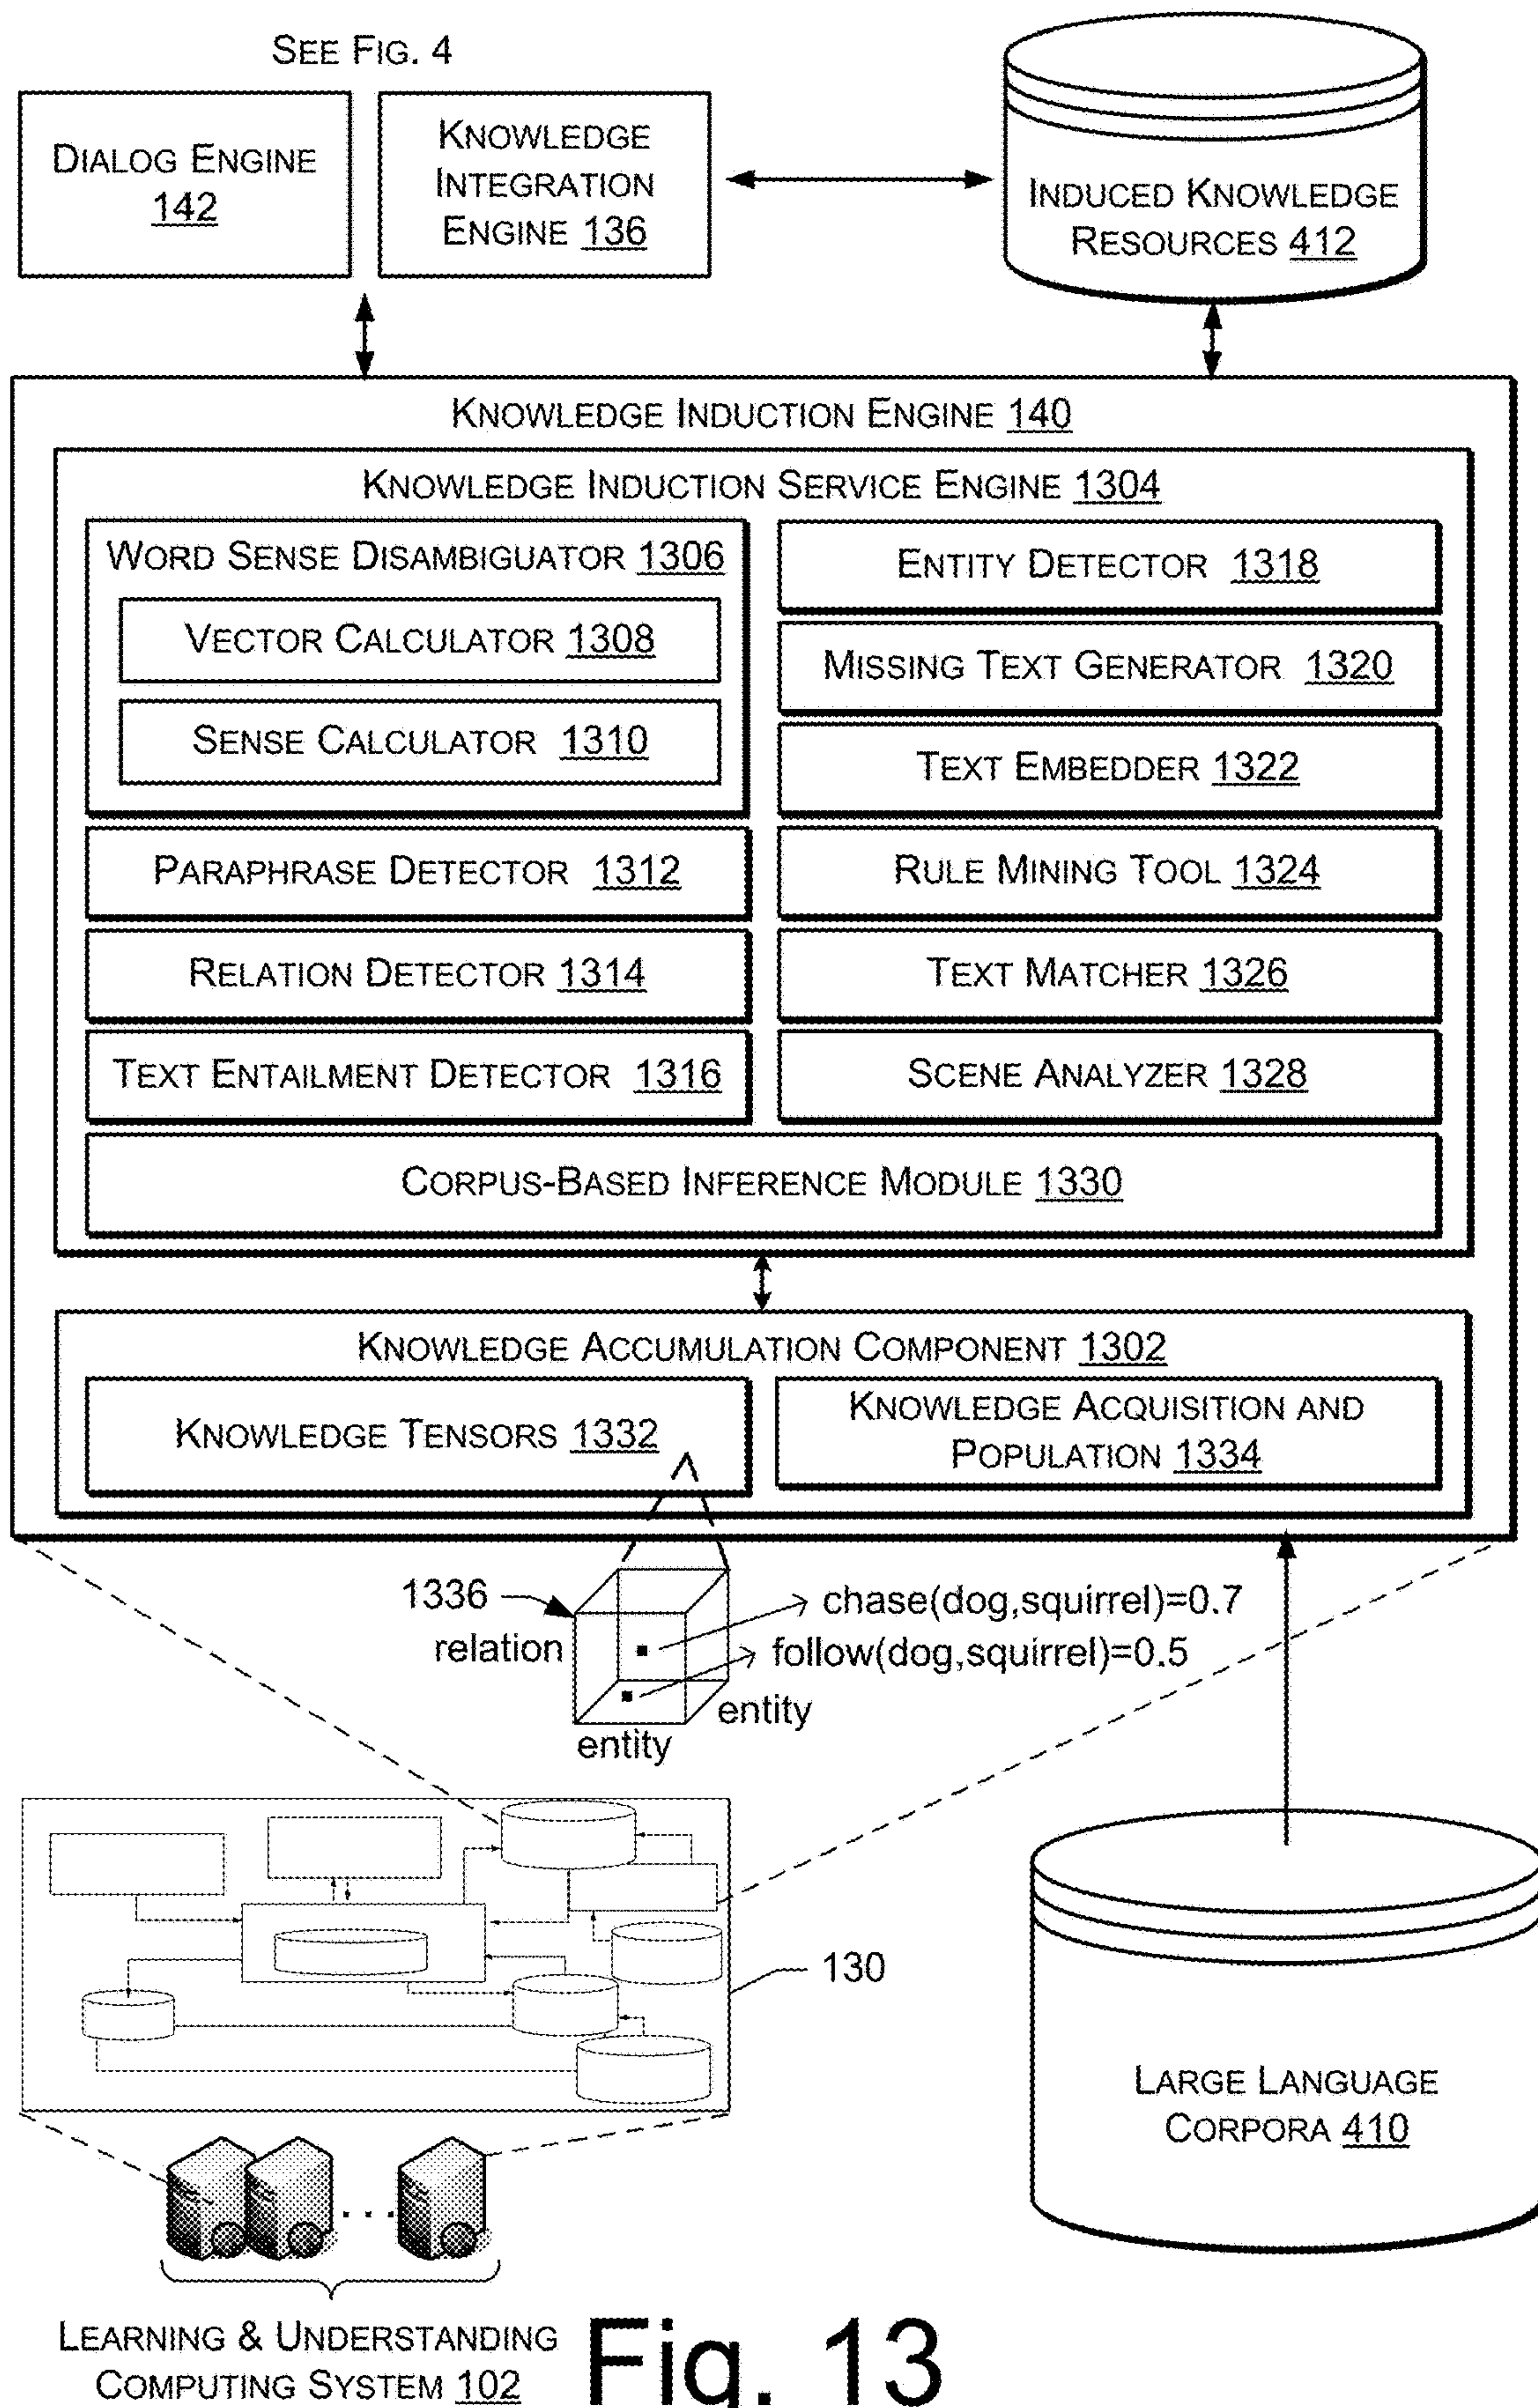 SEE FIG. 4
DIALOG ENGINE
142
KNOWLEDGE
INTEGRATION
ENGINE 136
INDUCED KNOWLEDGE
RESOURCES 412
KNOWLEDGE INDUCTION ENGINE 140
KNOWLEDGE INDUCTION SERVICE ENGINE 1304
WORD SENSE DISAMBIGUATOR 1306
VECTOR CALCULATOR 1308
SENSE CALCULATOR 1310
PARAPHRASE DETECTOR 1312
RELATION DETECTOR 1314
TEXT ENTAILMENT DETECTOR 1316
ENTITY DETECTOR 1318
MISSING TEXT GENERATOR 1320
TEXT EMBEDDER 1322
RULE MINING TOOL 1324
TEXT MATCHER 1326
SCENE ANALYZER 1328
CORPUS-BASED INFERENCE MODULE 1330
KNOWLEDGE ACCUMULATION COMPONENT 1302
KNOWLEDGE TENSORS 1332
KNOWLEDGE ACQUISITION AND
POPULATION 1334
1336
relation
chase(dog,squirrel)=0.7
follow(dog,squirrel)=0.5
entity
entity
130
LARGE LANGUAGE
CORPORA 410
LEARNING & UNDERSTANDING
COMPUTING SYSTEM 102
Fig. 13